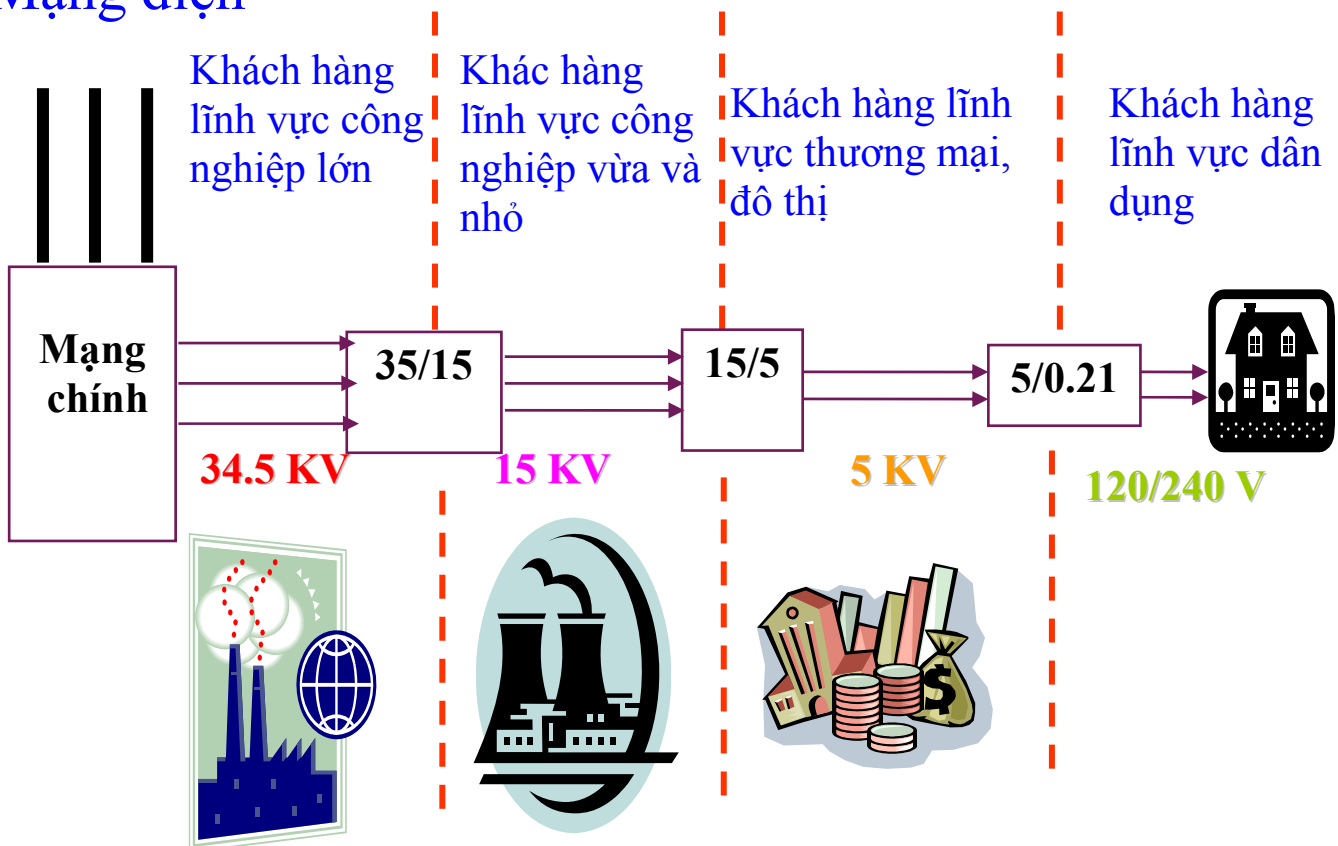 Mạng điện
Khách hàng
lĩnh vực công
nghiệp lớn
Khác hàng
lĩnh vực công
nghiệp vừa và
nhỏ
Khách hàng lĩnh
vực thương mại,
đô thị
Khách hàng
lĩnh vực dân
dụng
Mạng
chính
35/15
15/5
5/0.21
34.5 KV
15 KV
5 KV
120/240 V
$